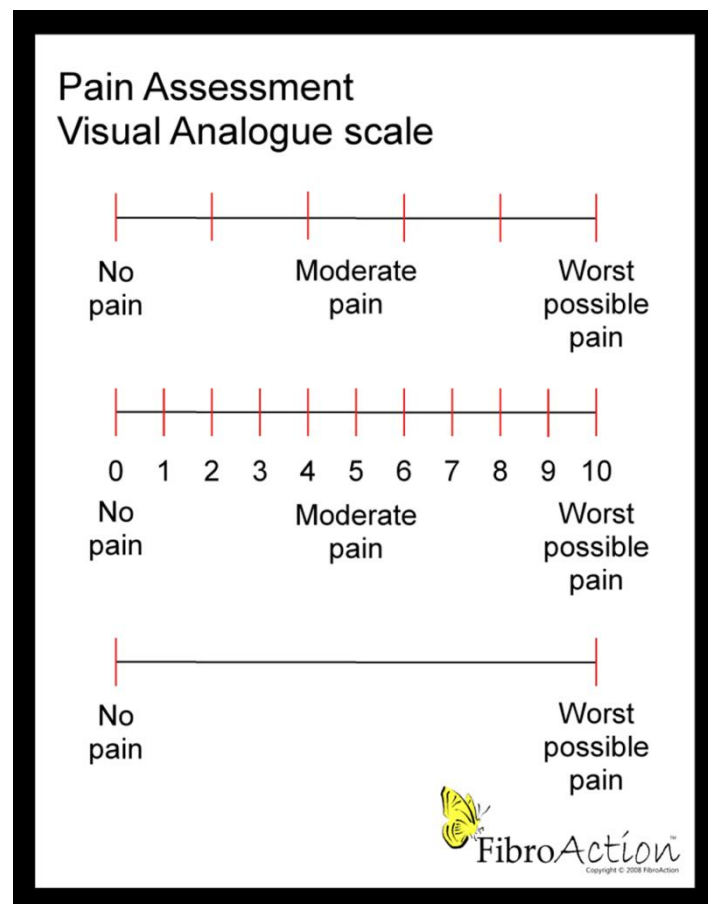 Pain Assessment
Visual Analogue scale
No pain
Moderate pain
Worst possible pain
0 1 2 3 4 5 6 7 8 9 10
No pain
Moderate pain
Worst possible pain
No pain
Worst possible pain
FibroAction™
Copyright © 2008 FibroAction